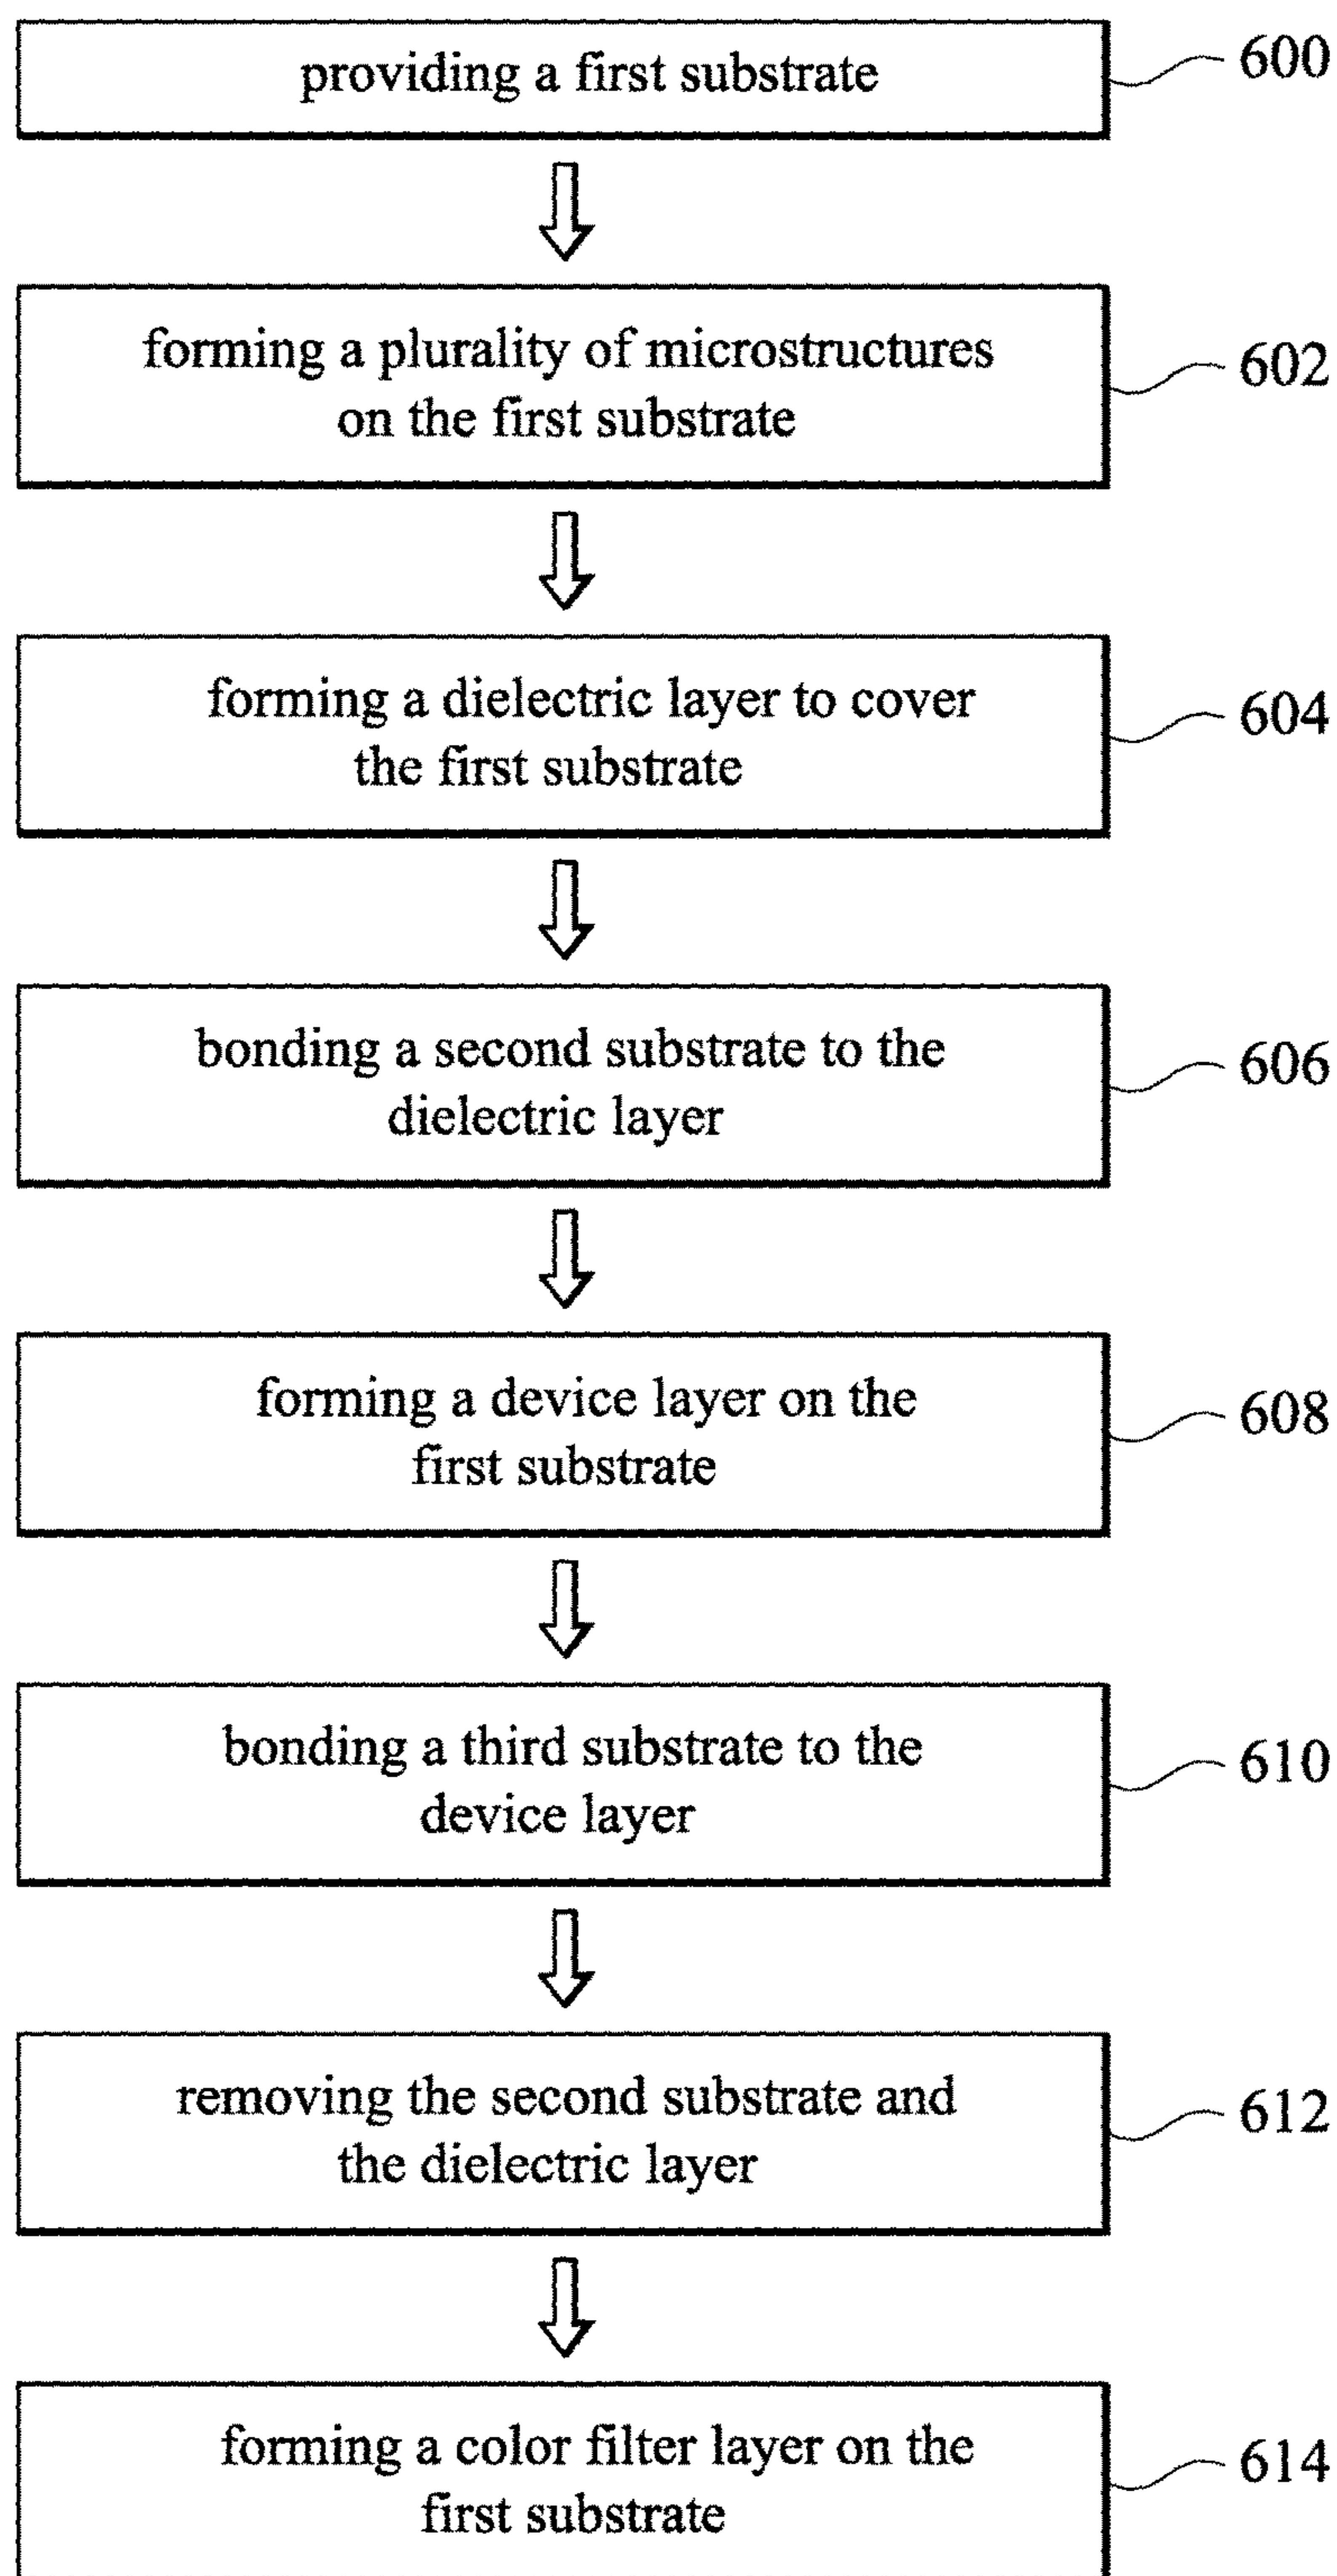 providing a first substrate
600
forming a plurality of microstructures
on the first substrate
602
forming a dielectric layer to cover
the first substrate
604
bonding a second substrate to the
dielectric layer
606
forming a device layer on the
first substrate
608
bonding a third substrate to the
device layer
610
removing the second substrate and
the dielectric layer
612
forming a color filter layer on the
first substrate
614